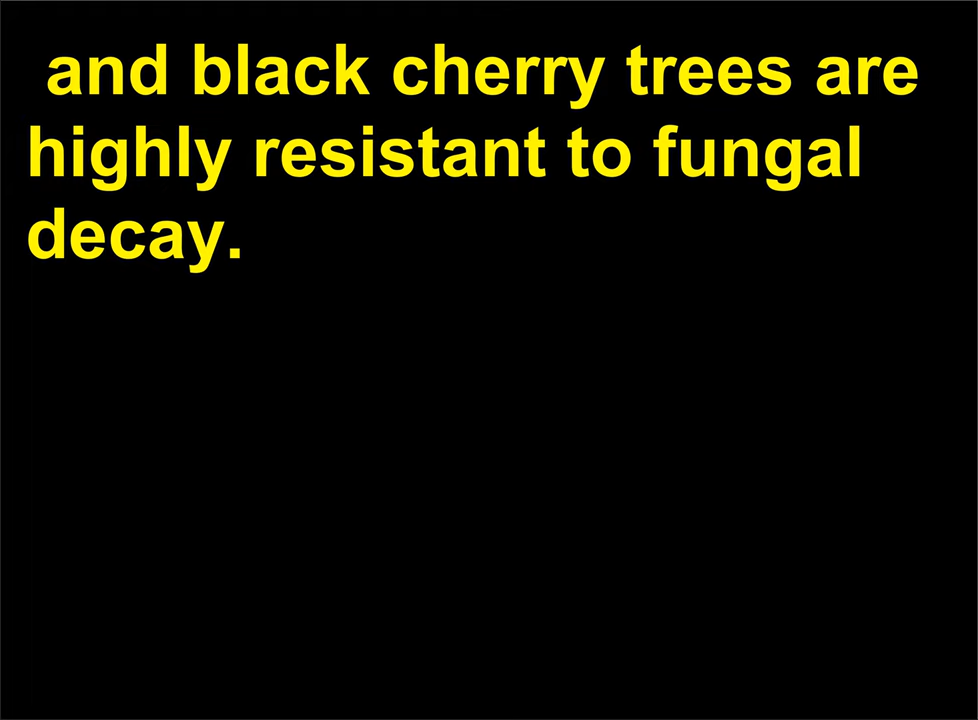 and black cherry trees are
highly resistant to fungal
decay.